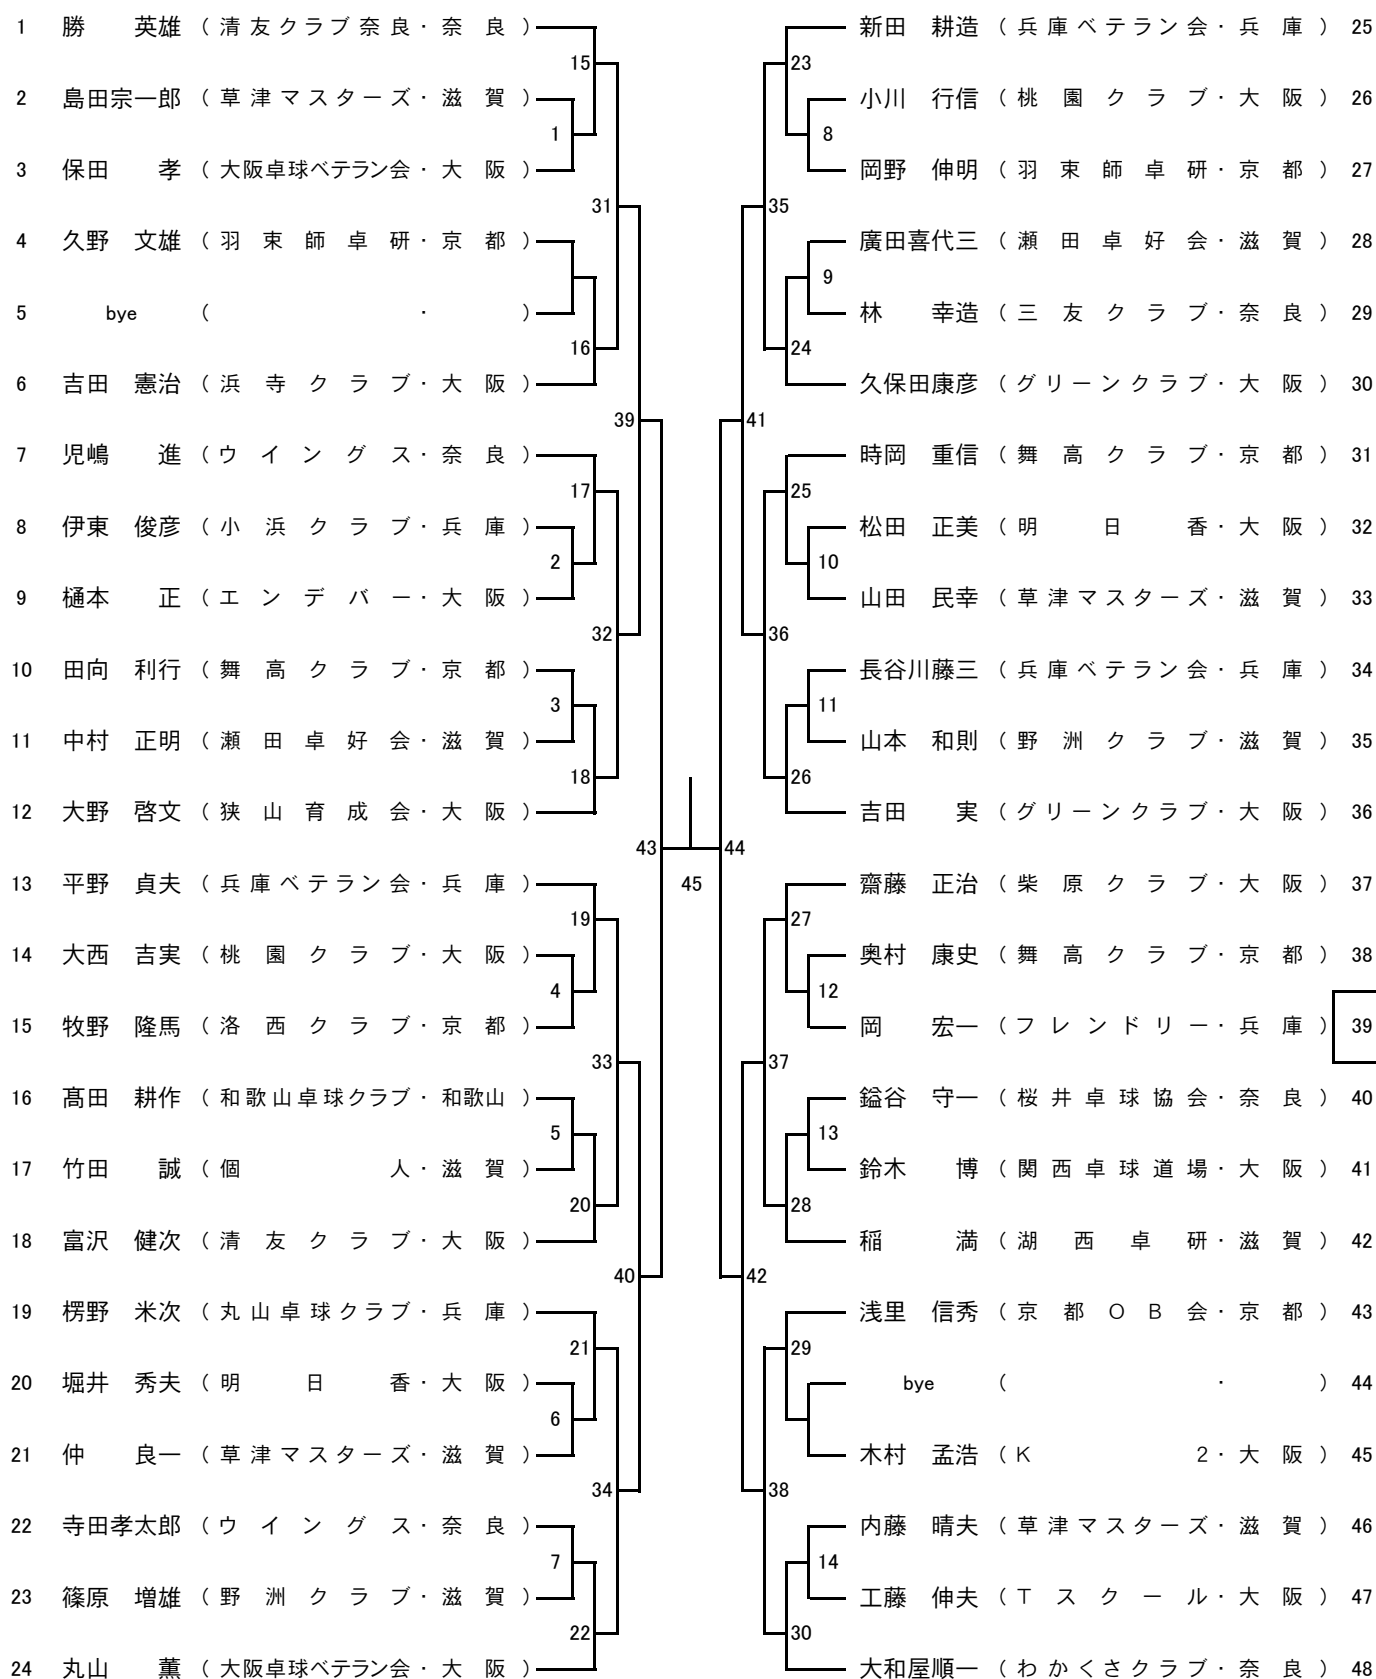 1 勝 英雄 ( 清友クラブ奈良・奈良 )
15
2 島田宗一郎 ( 草津マスターズ・滋賀 )
1
3 保田 孝 ( 大阪卓球ベテラン会・大阪 )
31
4 久野 文雄 ( 羽束師卓研・京都 )
5 bye ( ・ )
16
6 吉田 憲治 ( 浜寺クラブ・大阪 )
39
7 児嶋 進 ( ウイングス・奈良 )
17
8 伊東 俊彦 ( 小浜クラブ・兵庫 )
2
9 樋本 正 ( エンデバー・大阪 )
32
10 田向 利行 ( 舞高クラブ・京都 )
3
11 中村 正明 ( 瀬田卓好会・滋賀 )
18
12 大野 啓文 ( 狭山育成会・大阪 )
43
13 平野 貞夫 ( 兵庫ベテラン会・兵庫 )
19
14 大西 吉実 ( 桃園クラブ・大阪 )
4
15 牧野 隆馬 ( 洛西クラブ・京都 )
33
16 髙田 耕作 ( 和歌山卓球クラブ・和歌山 )
5
17 竹田 誠 ( 個人・滋賀 )
20
18 富沢 健次 ( 清友クラブ・大阪 )
40
19 楞野 米次 ( 丸山卓球クラブ・兵庫 )
21
20 堀井 秀夫 ( 明日香・大阪 )
6
21 仲 良一 ( 草津マスターズ・滋賀 )
34
22 寺田孝太郎 ( ウイングス・奈良 )
7
23 篠原 増雄 ( 野洲クラブ・滋賀 )
22
24 丸山 薫 ( 大阪卓球ベテラン会・大阪 )
45
新田 耕造 ( 兵庫ベテラン会・兵庫 ) 25
23
小川 行信 ( 桃園クラブ・大阪 ) 26
8
岡野 伸明 ( 羽束師卓研・京都 ) 27
35
廣田喜代三 ( 瀬田卓好会・滋賀 ) 28
9
林 幸造 ( 三友クラブ・奈良 ) 29
24
久保田康彦 ( グリーンクラブ・大阪 ) 30
41
時岡 重信 ( 舞高クラブ・京都 ) 31
25
松田 正美 ( 明日香・大阪 ) 32
10
山田 民幸 ( 草津マスターズ・滋賀 ) 33
36
長谷川藤三 ( 兵庫ベテラン会・兵庫 ) 34
11
山本 和則 ( 野洲クラブ・滋賀 ) 35
26
吉田 実 ( グリーンクラブ・大阪 ) 36
44
齋藤 正治 ( 柴原クラブ・大阪 ) 37
27
奥村 康史 ( 舞高クラブ・京都 ) 38
12
岡 宏一 ( フレンドリー・兵庫 ) 39
37
鎰谷 守一 ( 桜井卓球協会・奈良 ) 40
13
鈴木 博 ( 関西卓球道場・大阪 ) 41
28
稲 満 ( 湖西卓研・滋賀 ) 42
42
浅里 信秀 ( 京都OB会・京都 ) 43
29
bye ( ・ ) 44
木村 孟浩 ( K2・大阪 ) 45
38
内藤 晴夫 ( 草津マスターズ・滋賀 ) 46
14
工藤 伸夫 ( Tスクール・大阪 ) 47
30
大和屋順一 ( わかくさクラブ・奈良 ) 48